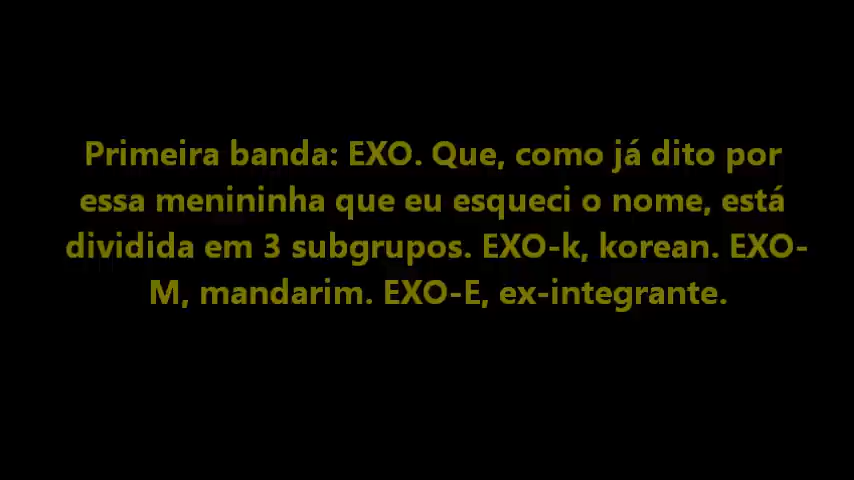 Primeira banda: EXO. Que, como já dito por
essa menininha que eu esqueci o nome, está
dividida em 3 subgrupos. EXO-k, korean. EXO-
M, mandarim. EXO-E, ex-integrante.